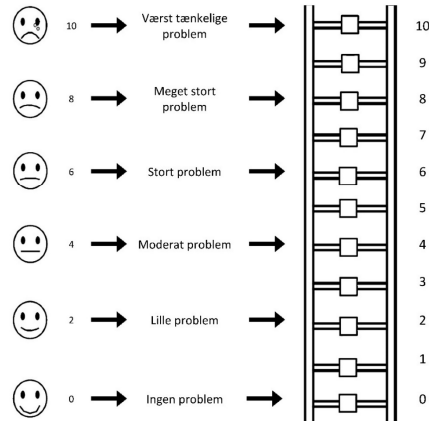 10 Værst tænkelige 10
problem
9
8 Meget stort 8
problem
7
6 Stort problem 6
5
4 Moderat problem 4
3
2 Lille problem 2
1
0 Ingen problem 0